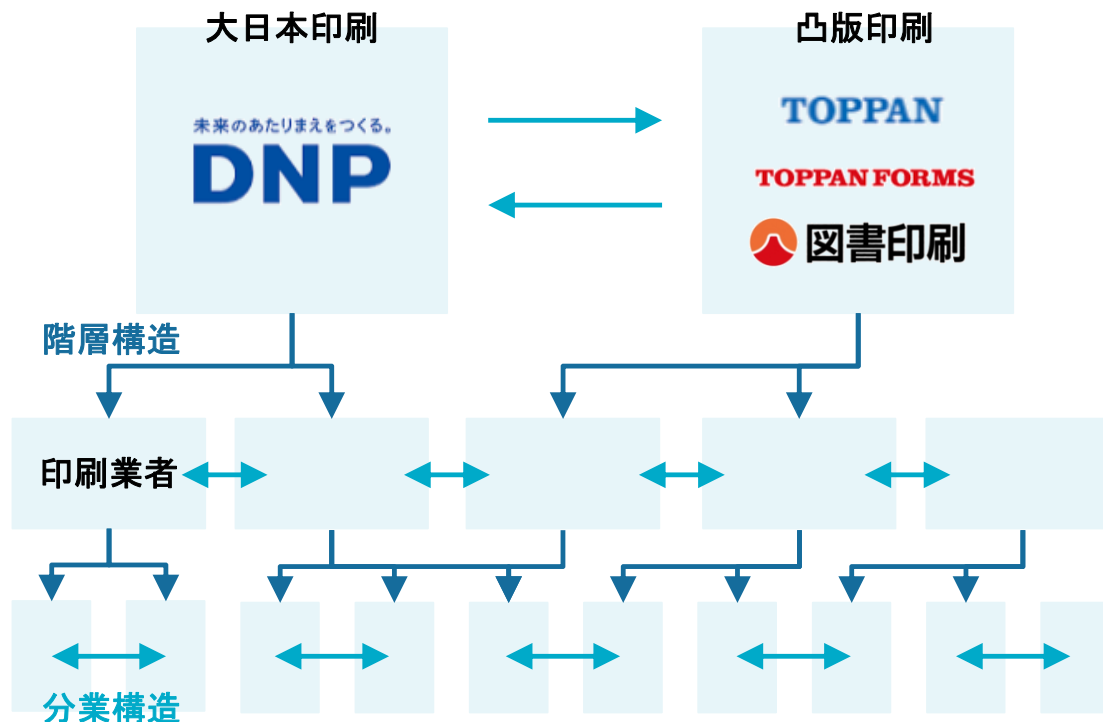 大日本印刷
凸版印刷
未来のあたりまえをつくる。
DNP
TOPPAN
TOPPAN FORMS
図書印刷
階層構造
印刷業者
分業構造